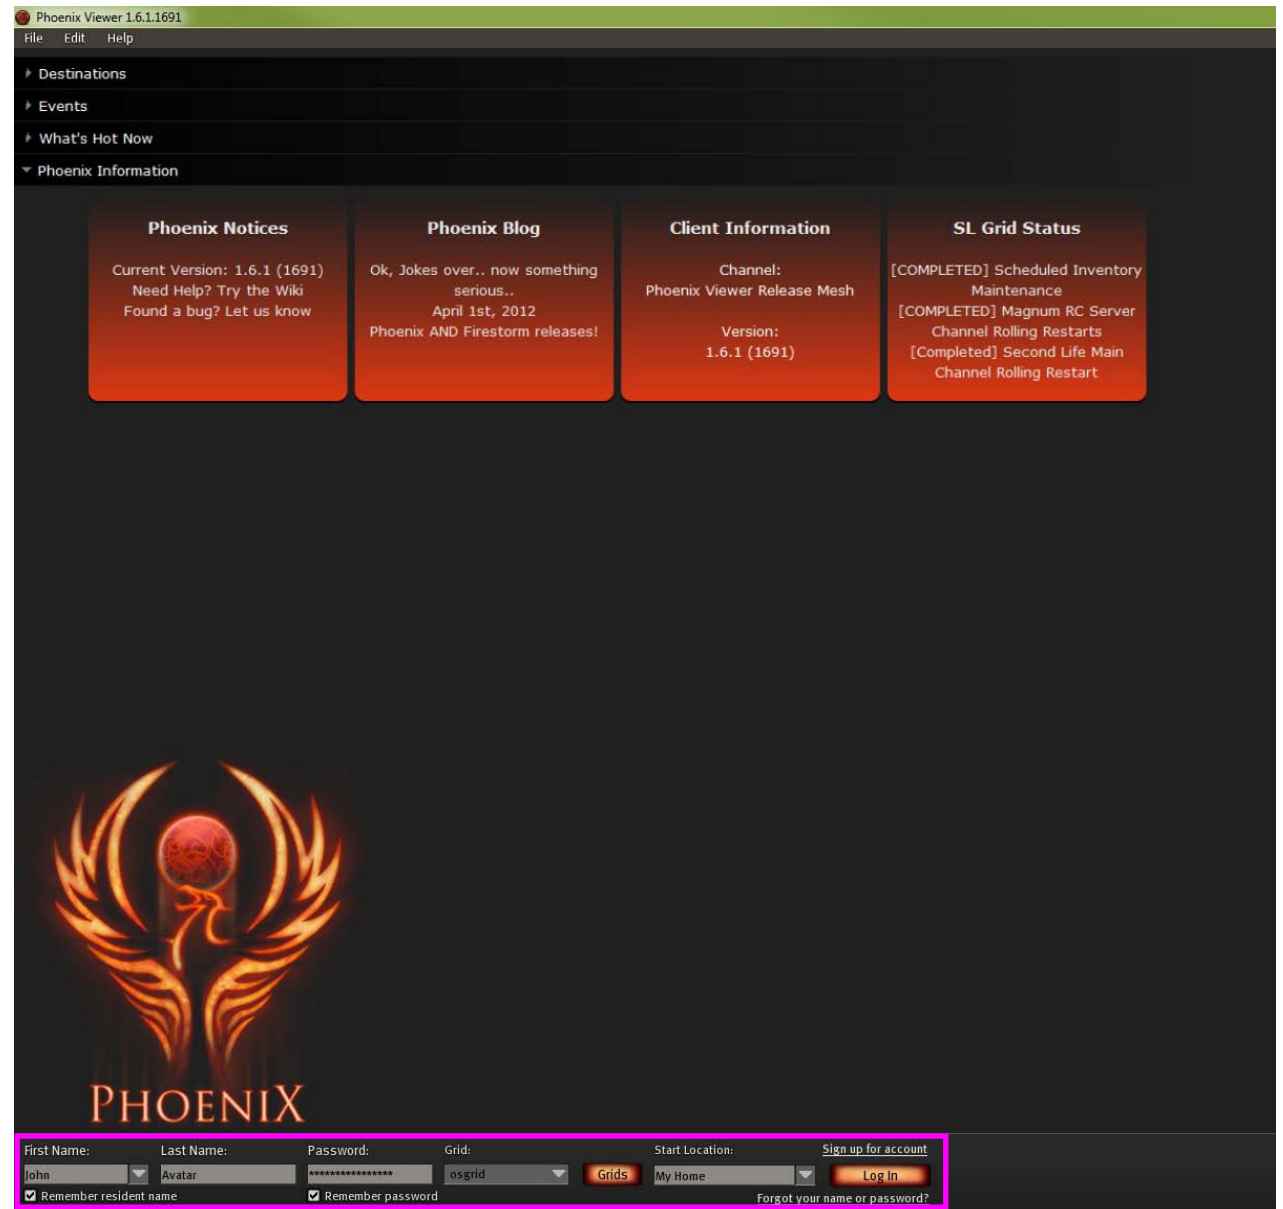 Phoenix Viewer 1.6.1.1691
File Edit Help
Destinations
Events
What's Hot Now
Phoenix Information
Phoenix Notices
Current Version: 1.6.1 (1691)
Need Help? Try the Wiki
Found a bug? Let us know
Phoenix Blog
Ok, Jokes over.. now something
serious..
April 1st, 2012
Phoenix AND Firestorm releases!
Client Information
Channel:
Phoenix Viewer Release Mesh
Version:
1.6.1 (1691)
SL Grid Status
[COMPLETED] Scheduled Inventory
Maintenance
[COMPLETED] Magnum RC Server
Channel Rolling Restarts
[Completed] Second Life Main
Channel Rolling Restart
PHOENIX
First Name: Last Name: Password: Grid: Start Location: Sign up for account
John Avatar **************** osgrid Grids My Home Log In
Remember resident name Remember password Forgot your name or password?